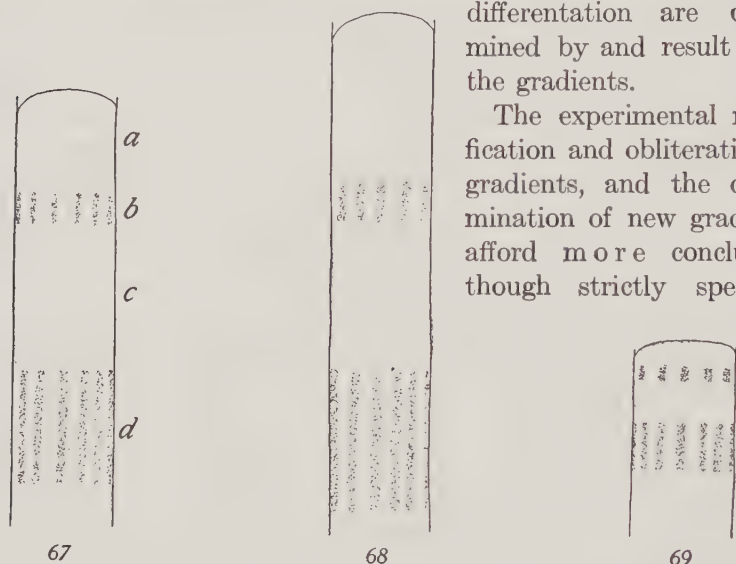 differentation are
mined by and result
the gradients.
The experimental
fication and obliterati
gradients, and the
mination of new grad
afford more conclu
though strictly spe
a
b
c
d
67
68
69